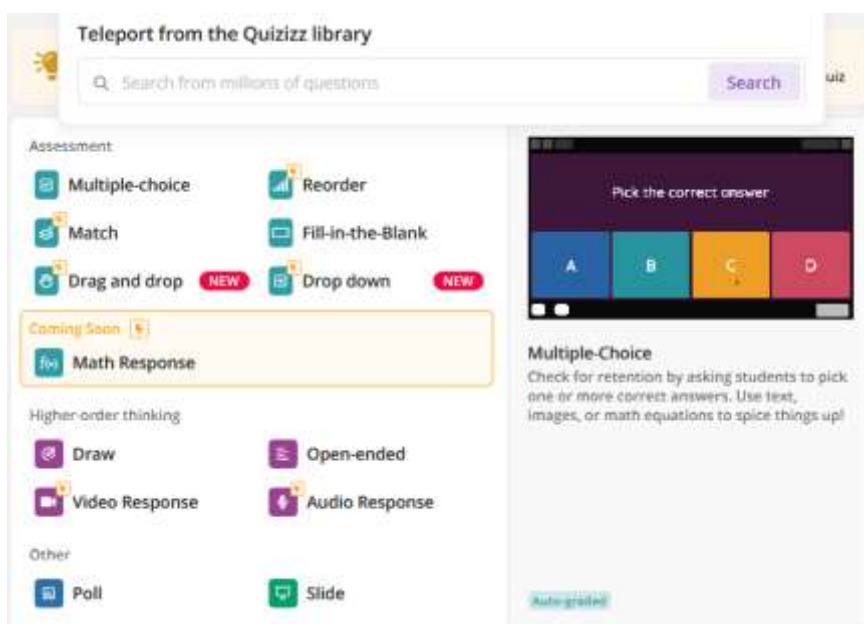 Teleport from the Quizizz library
Search from millions of questions
Search
uiz
Assessment
Multiple-choice
Reorder
Match
Fill-in-the-Blank
Drag and drop
NEW
Drop down
NEW
Coming Soon
f(x)
Math Response
Higher-order thinking
Draw
Open-ended
Video Response
Audio Response
Other
Poll
Slide
Pick the correct answer
A
B
C
D
Multiple-Choice
Check for retention by asking students to pick
one or more correct answers. Use text,
images, or math equations to spice things up!
Auto-graded